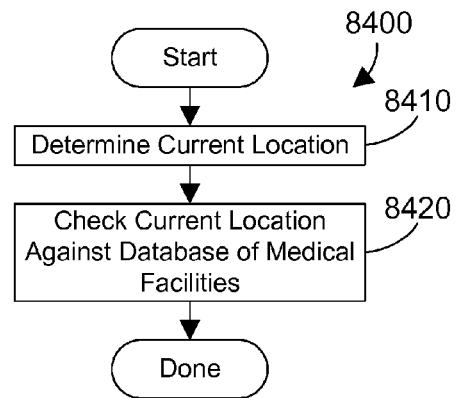 8400
Start
8410
Determine Current Location
8420
Check Current Location
Against Database of Medical
Facilities
Done